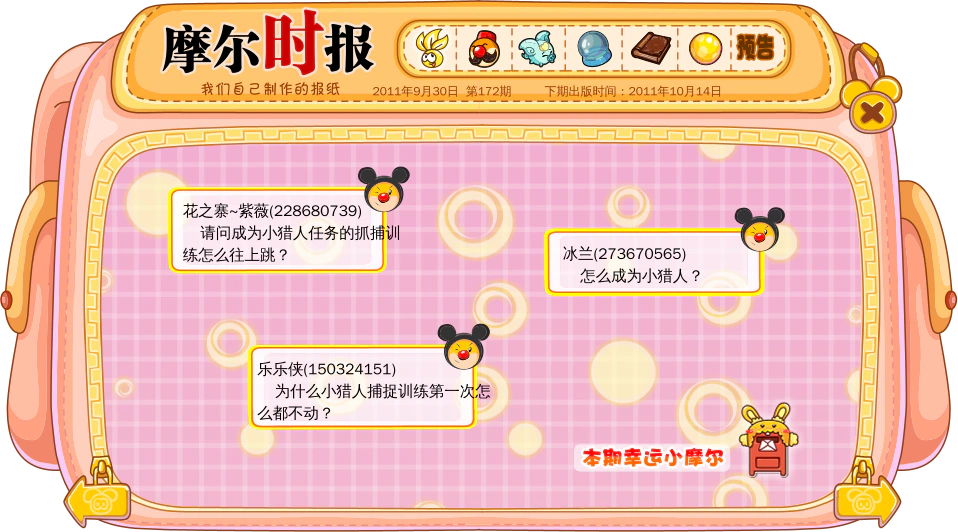 摩尔时报
预告
我们自己制作的报纸
2011年9月30日 第172期
下期出版时间：2011年10月14日
花之寨~紫薇(228680739)
请问成为小猎人任务的抓捕训
练怎么往上跳？
冰兰(273670565)
怎么成为小猎人？
乐乐侠(150324151)
为什么小猎人捕捉训练第一次怎
么都不动？
本期幸运小摩尔